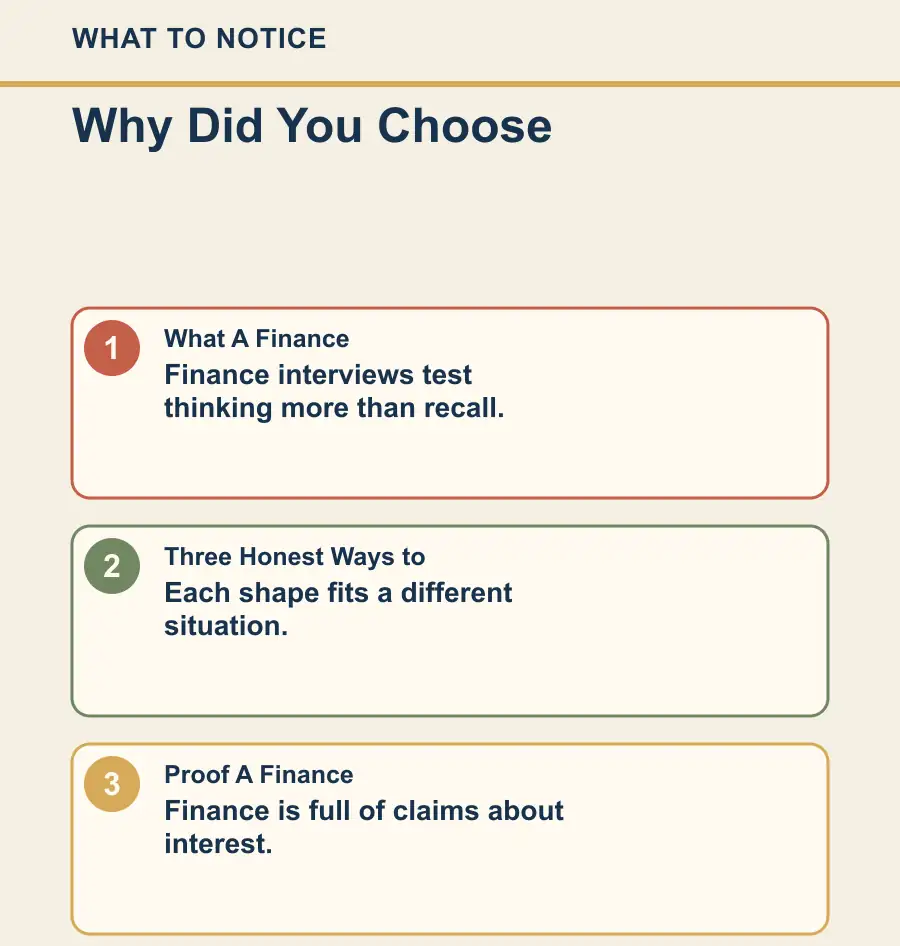 WHAT TO NOTICE
Why Did You Choose
1
What A Finance
Finance interviews test
thinking more than recall.
2
Three Honest Ways to
Each shape fits a different
situation.
3
Proof A Finance
Finance is full of claims about
interest.